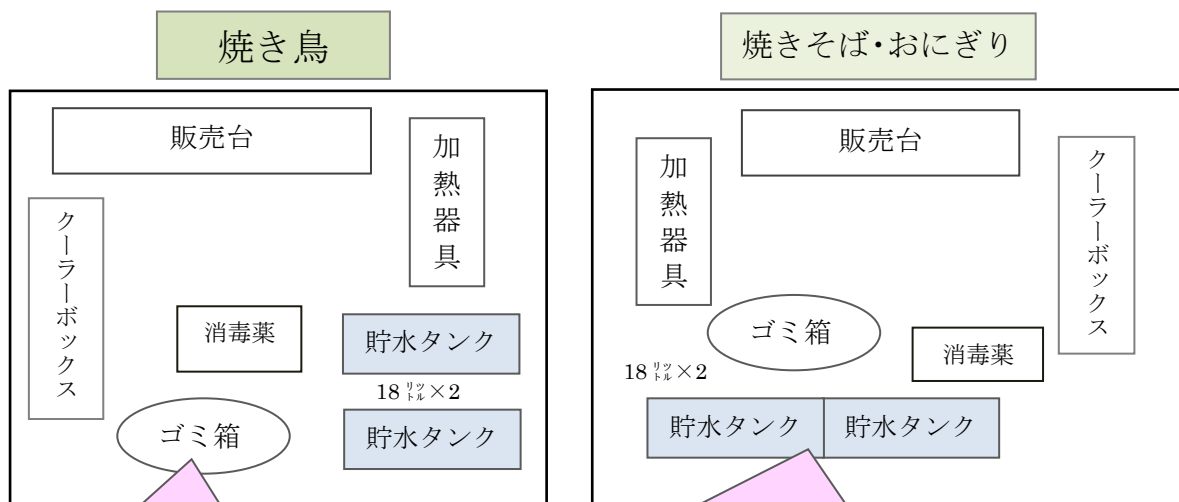 焼き鳥
販売台
加熱器具
クーラーボックス
消毒薬
貯水タンク
18㍑×2
貯水タンク
ゴミ箱
焼きそば・おにぎり
販売台
加熱器具
クーラーボックス
ゴミ箱
消毒薬
18㍑×2
貯水タンク
貯水タンク